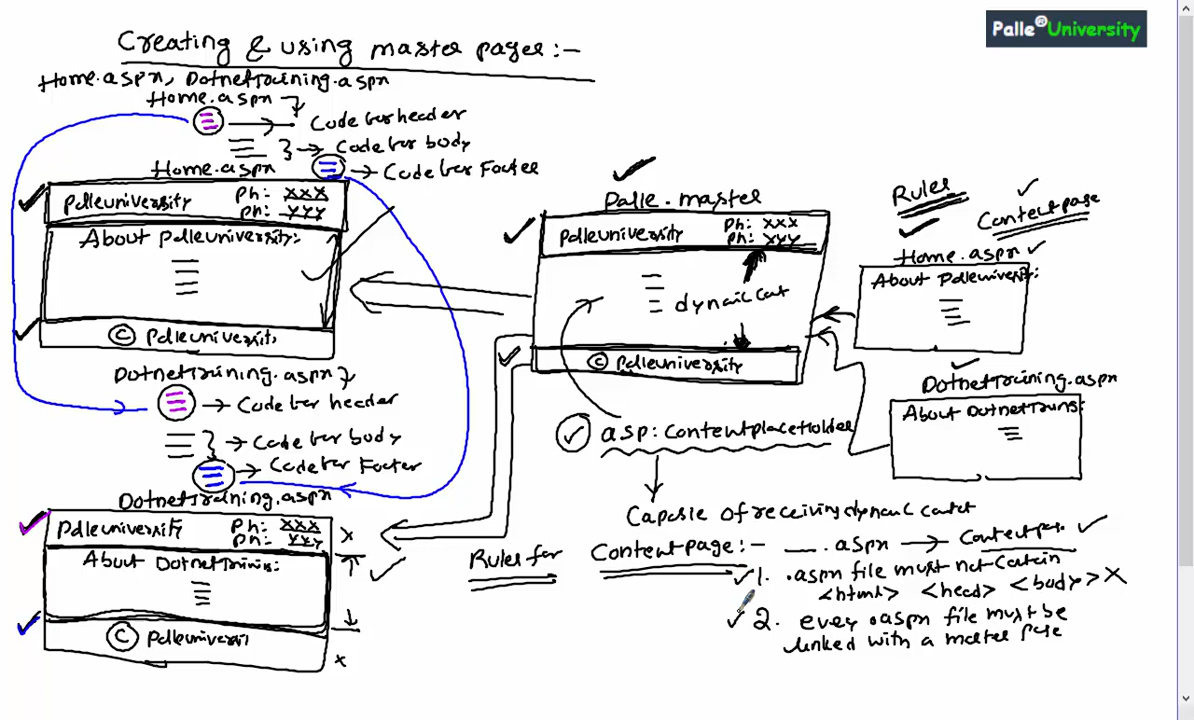 Palle®University
Creating & using master pages:-
Home.aspx, DotnetTraining.aspx
Home.aspx
Code for header
Code for body
Home.aspx
Code for Footer
Palleuniversity Ph: XXX
Ph: YYY
About Palleuniversity:
© Palleuniversity
DotnetTraining.aspx
Code for header
Code for body
Code for Footer
DotnetTraining.aspx
Palleuniversity Ph: XXX
Ph: YYY
x
About DotnetTraining:
© Palleuniversity
x
Palle.master
Palleuniversity Ph: XXX
Ph: XYY
dynamic cont
© Palleuniversity
asp:Contentplaceholder
Capable of receiving dynamic content
Rules
Content page
Home.aspx
About Palleuniversity:
DotnetTraining.aspx
About DotnetTraining:
Rules for Content page:- __.aspx → Content page
1. .aspx file must not contain
<html> <head> <body> X
2. every .aspx file must be
linked with a master page